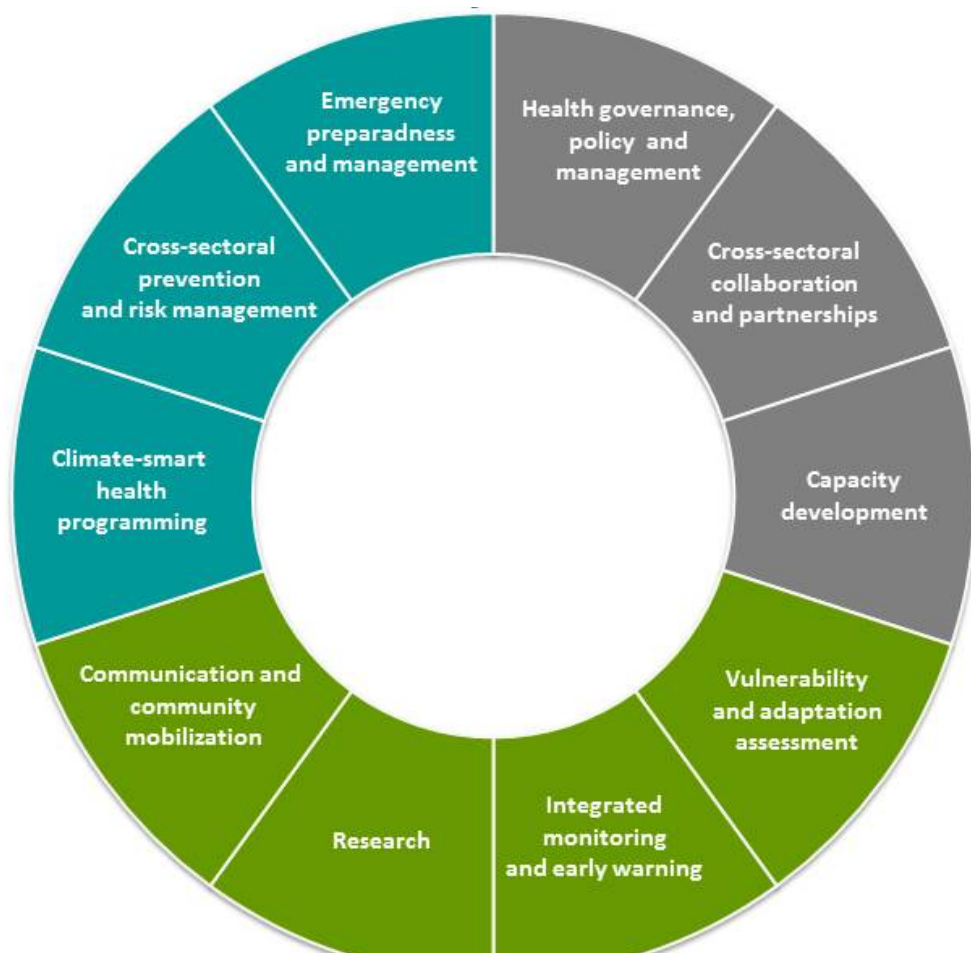 Emergency
preparadness
and management
Health governance,
policy and
management
Cross-sectoral
collaboration
and partnerships
Capacity
development
Vulnerability
and adaptation
assessment
Integrated
monitoring
and early warning
Research
Communication and
community
mobilization
Climate-smart
health
programming
Cross-sectoral
prevention
and risk management